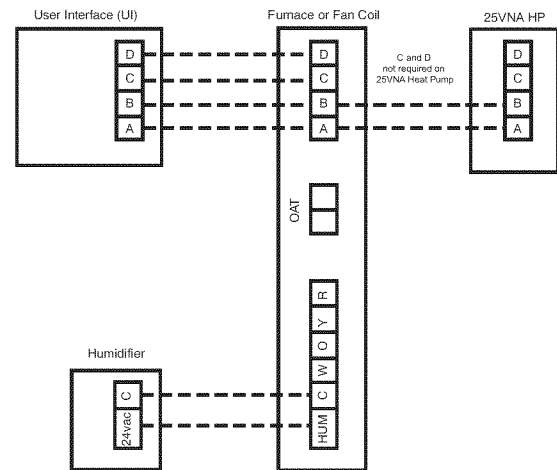 User Interface (UI)
Furnace or Fan Coil
25VNA HP
D
C
B
A
D
C
B
A
C and D
not required on
25VNA Heat Pump
D
C
B
A
OAT
R
Y
O
W
C
HUM
Humidifier
C
24vac